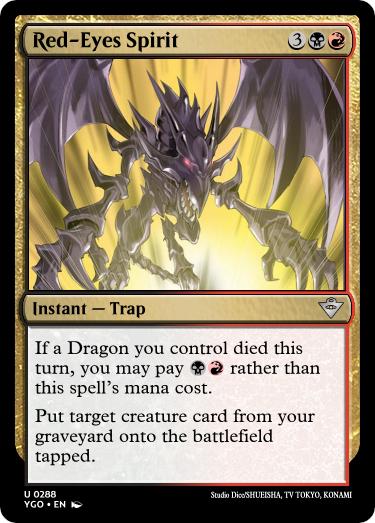 Red-Eyes Spirit 3
Instant — Trap
If a Dragon you control died this
turn, you may pay rather than
this spell's mana cost.
Put target creature card from your
graveyard onto the battlefield
tapped.
U 0288
YGO • EN Studio Dice/SHUEISHA, TV TOKYO, KONAMI